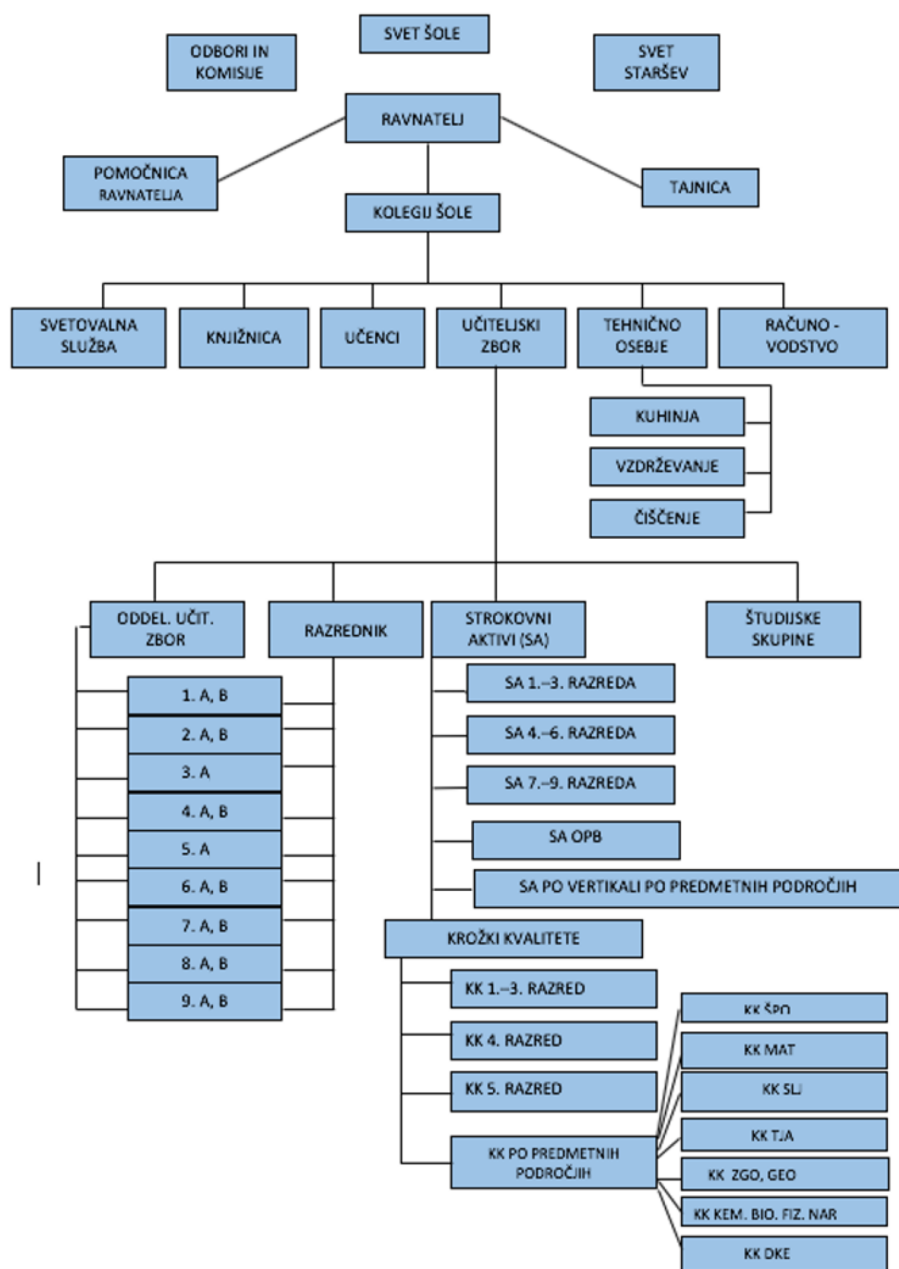 SVET ŠOLE
ODBORI IN
KOMISIJE
SVET
STARŠEV
RAVNATELJ
POMOČNICA
RAVNATELJA
TAJNICA
KOLEGIJ ŠOLE
SVETOVALNA
SLUŽBA
KNJIŽNICA
UČENCI
UČITELJSKI
ZBOR
TEHNIČNO
OSEBJE
RAČUNO -
VODSTVO
KUHINJA
VZDRŽEVANJE
ČIŠČENJE
ODDEL. UČIT.
ZBOR
RAZREDNIK
STROKOVNI
AKTIVI (SA)
ŠTUDIJSKE
SKUPINE
1. A, B
2. A, B
3. A
4. A, B
5. A
6. A, B
7. A, B
8. A, B
9. A, B
SA 1.–3. RAZREDA
SA 4.–6. RAZREDA
SA 7.–9. RAZREDA
SA OPB
SA PO VERTIKALI PO PREDMETNIH PODROČJIH
KROŽKI KVALITETE
KK 1.–3. RAZRED
KK 4. RAZRED
KK 5. RAZRED
KK PO PREDMETNIH
PODROČJIH
KK ŠPO
KK MAT
KK SLJ
KK TJA
KK ZGO, GEO
KK KEM. BIO. FIZ. NAR
KK DKE